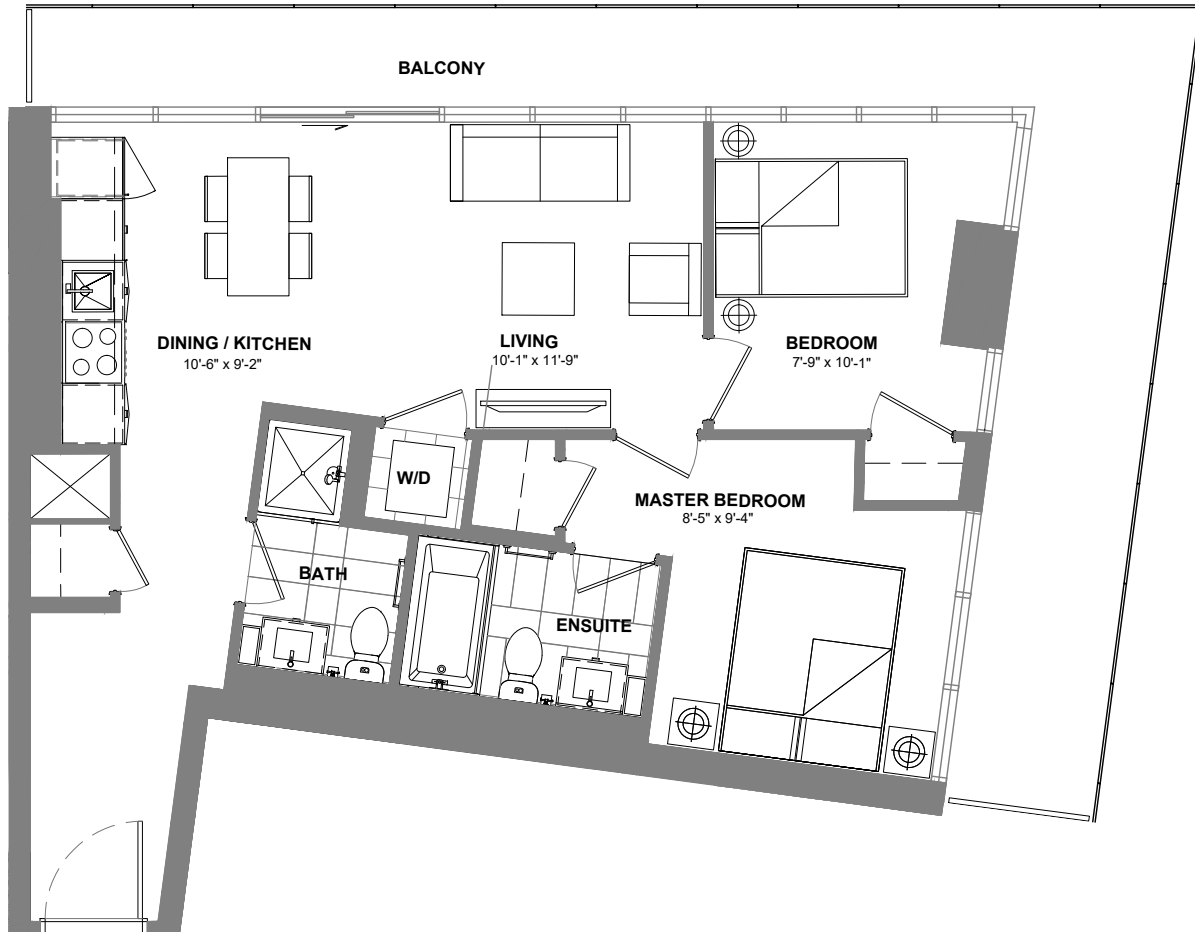 BALCONY
DINING / KITCHEN
10'-6" x 9'-2"
LIVING
10'-1" x 11'-9"
BEDROOM
7'-9" x 10'-1"
W/D
MASTER BEDROOM
8'-5" x 9'-4"
BATH
ENSUITE